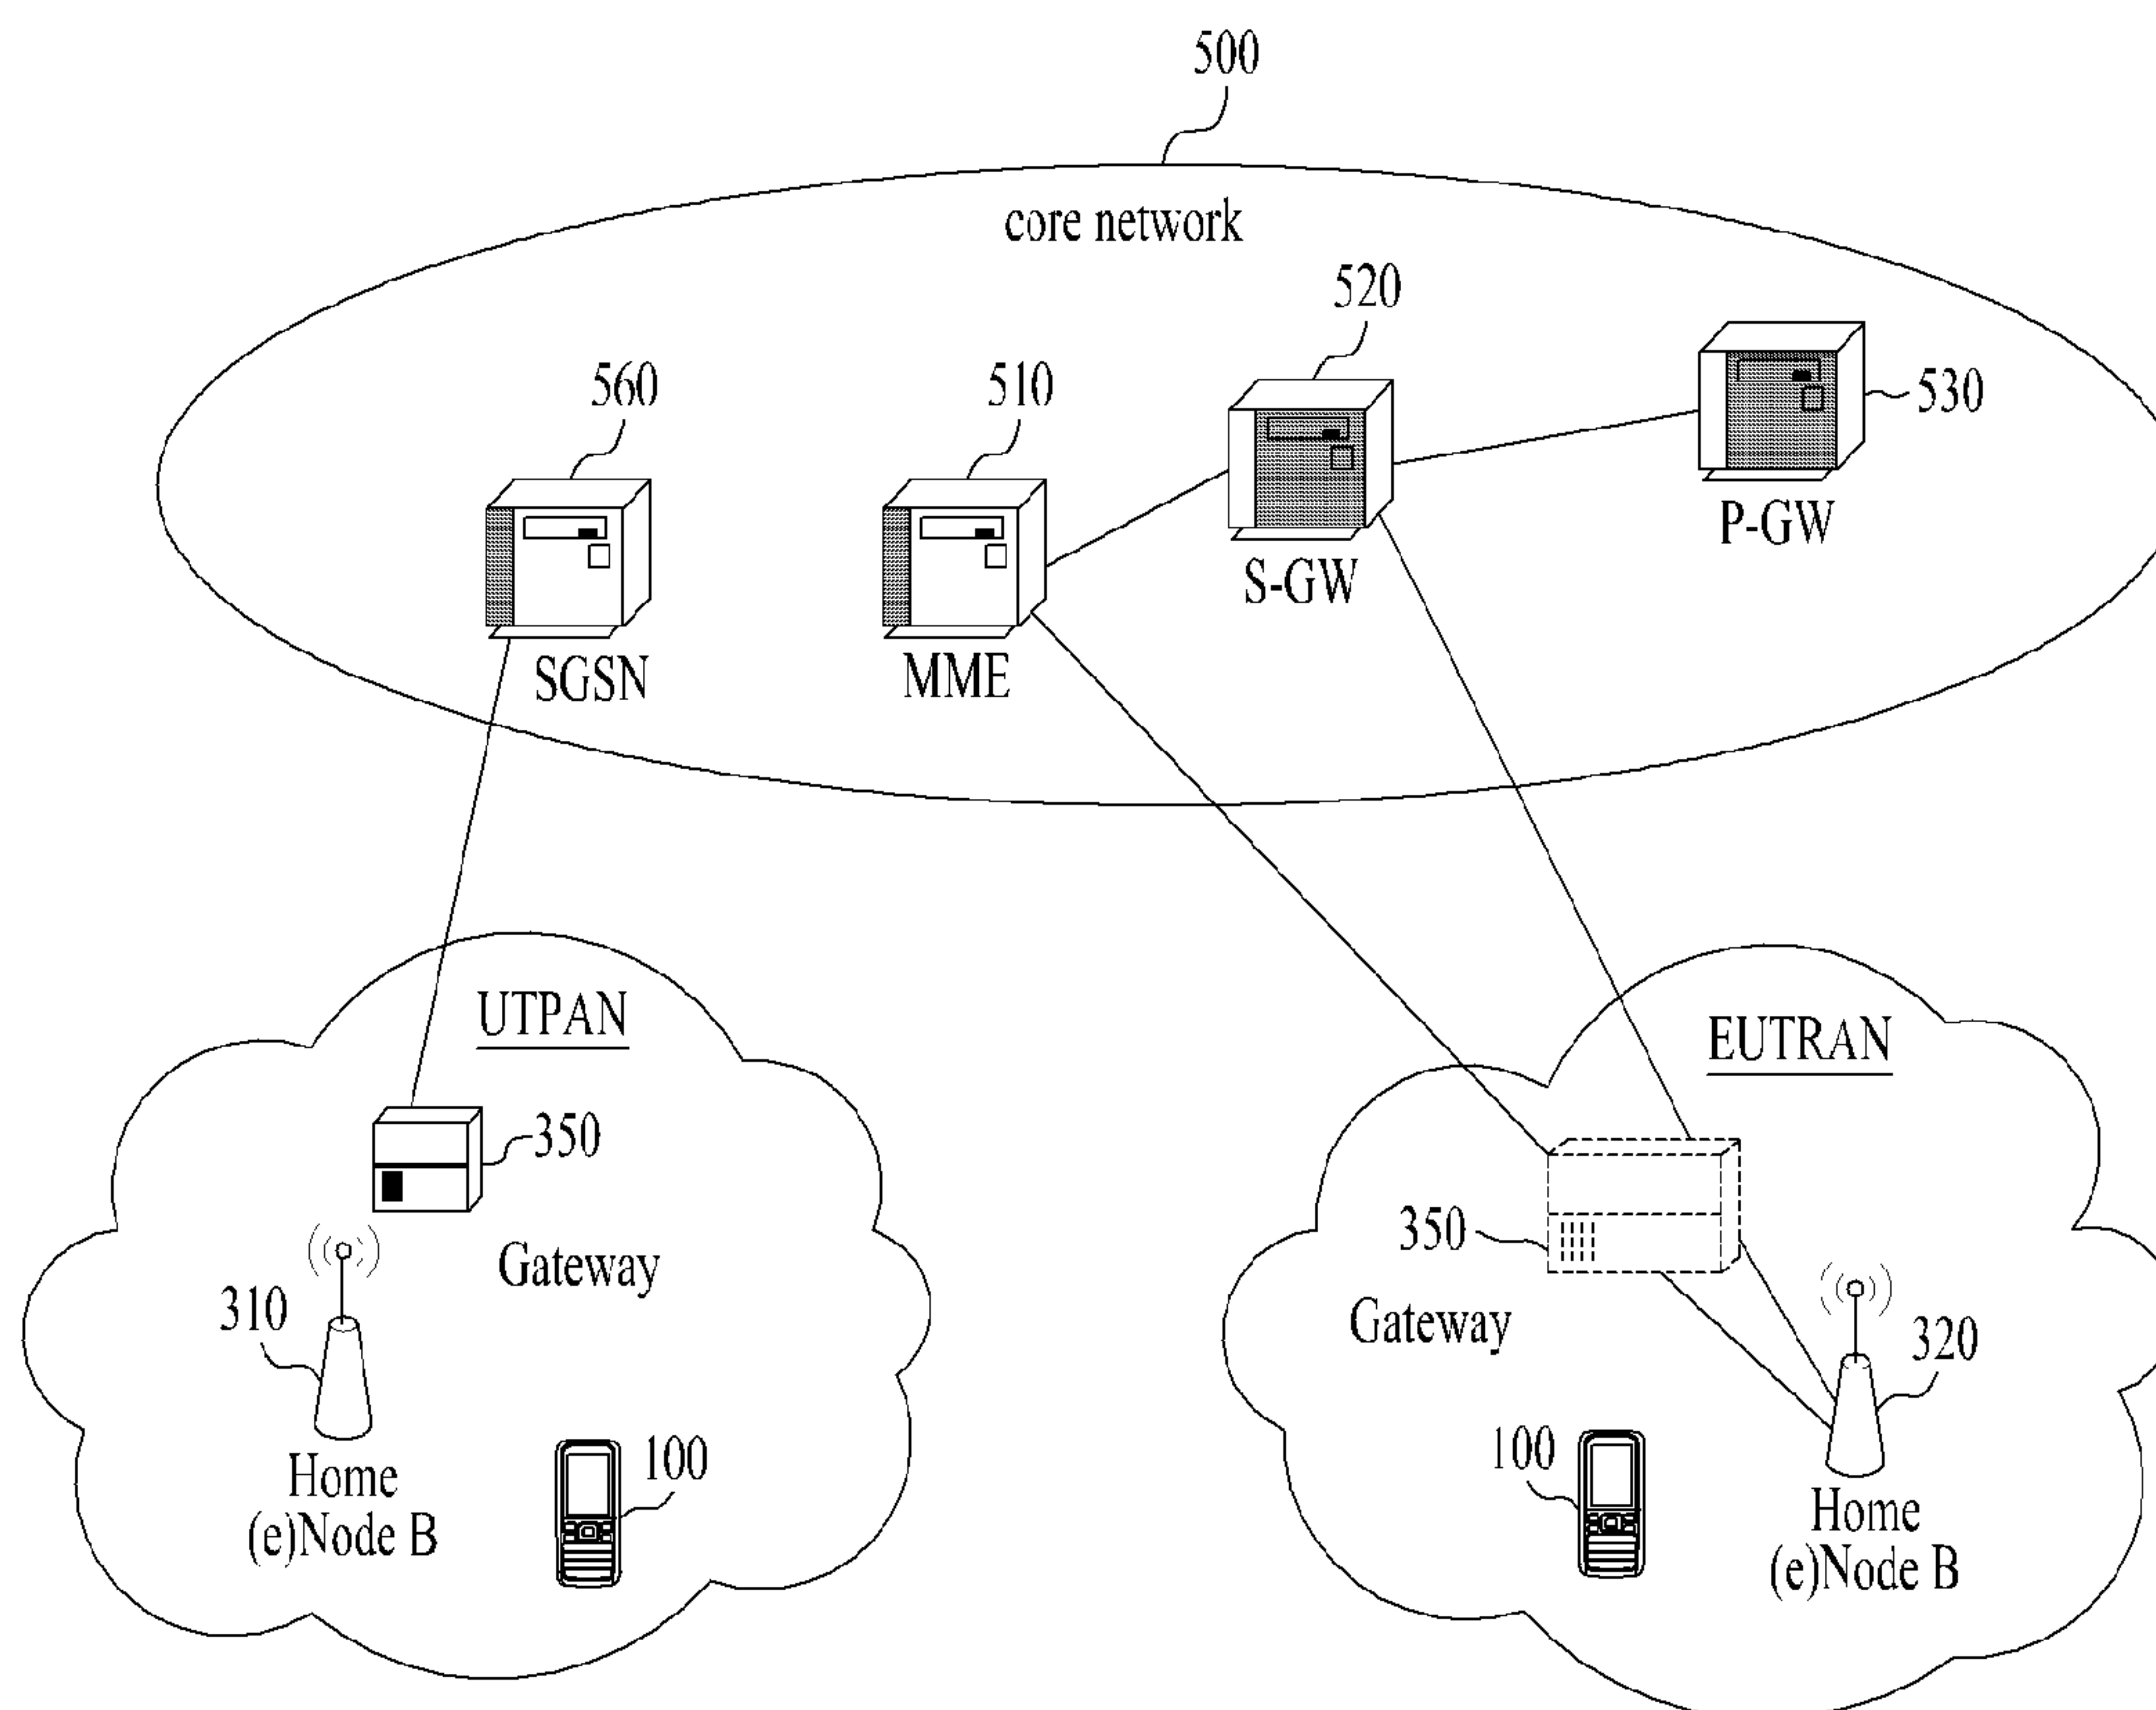 500
core network
520
560
510
530
P-GW
S-GW
SGSN
MME
UTPAN
EUTRAN
350
350
Gateway
310
Gateway
320
100
100
Home
(e)Node B
Home
(e)Node B